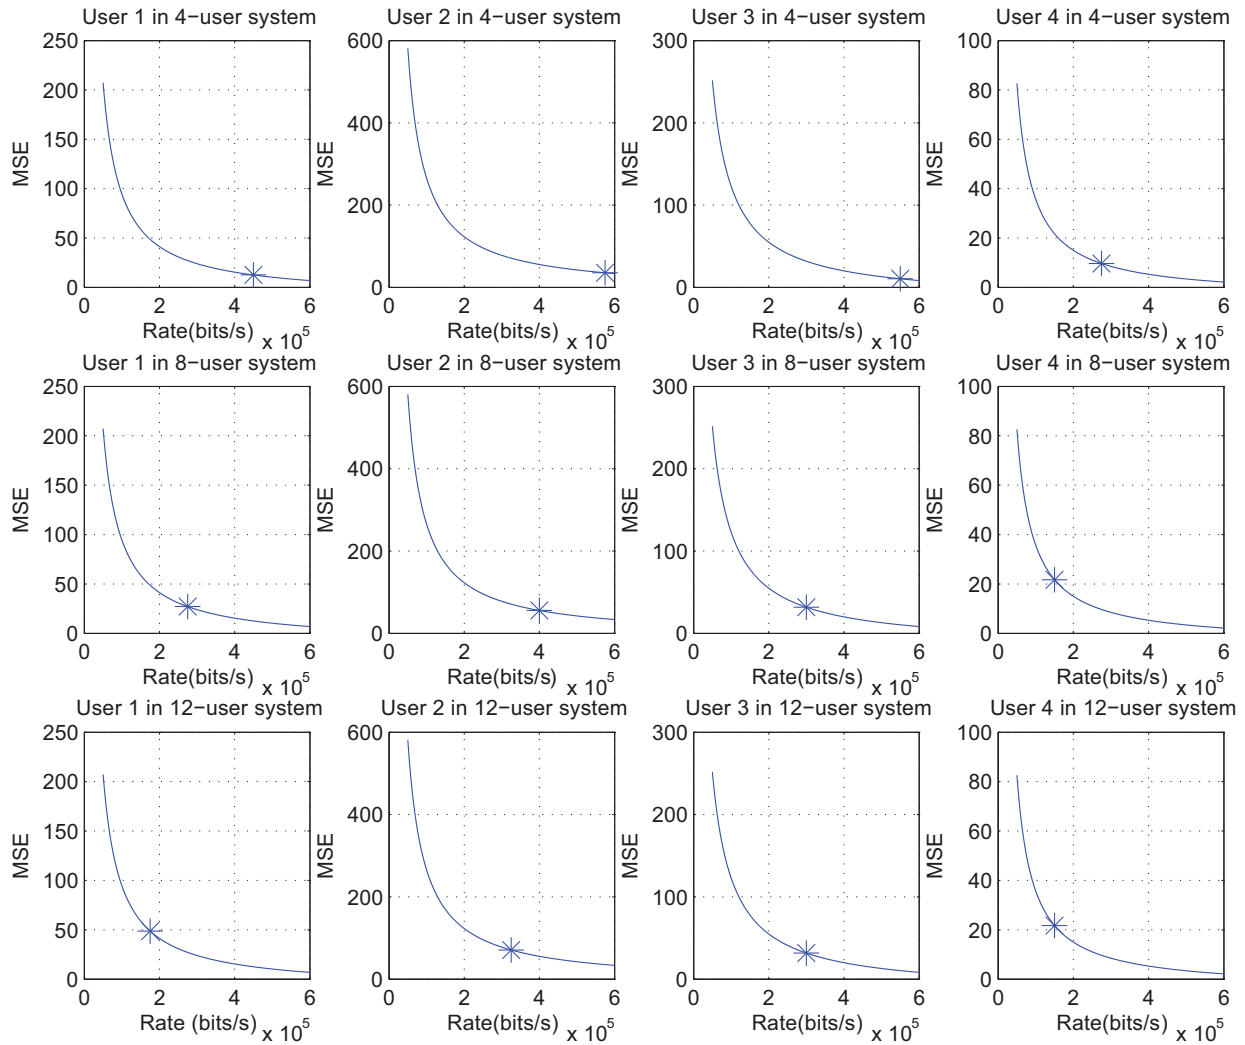 User 1 in 4−user system
250
200
150
100
50
0
MSE
0 2 4 6
Rate(bits/s)
x 10^5
User 2 in 4−user system
600
400
200
0
MSE
0 2 4 6
Rate(bits/s)
x 10^5
User 3 in 4−user system
300
200
100
0
MSE
0 2 4 6
Rate(bits/s)
x 10^5
User 4 in 4−user system
100
80
60
40
20
0
MSE
0 2 4 6
Rate(bits/s)
x 10^5
User 1 in 8−user system
250
200
150
100
50
0
MSE
0 2 4 6
Rate(bits/s)
x 10^5
User 2 in 8−user system
600
400
200
0
MSE
0 2 4 6
Rate(bits/s)
x 10^5
User 3 in 8−user system
300
200
100
0
MSE
0 2 4 6
Rate(bits/s)
x 10^5
User 4 in 8−user system
100
80
60
40
20
0
MSE
0 2 4 6
Rate(bits/s)
x 10^5
User 1 in 12−user system
250
200
150
100
50
0
MSE
0 2 4 6
Rate (bits/s)
x 10^5
User 2 in 12−user system
600
400
200
0
MSE
0 2 4 6
Rate(bits/s)
x 10^5
User 3 in 12−user system
300
200
100
0
MSE
0 2 4 6
Rate(bits/s)
x 10^5
User 4 in 12−user system
100
80
60
40
20
0
MSE
0 2 4 6
Rate(bits/s)
x 10^5